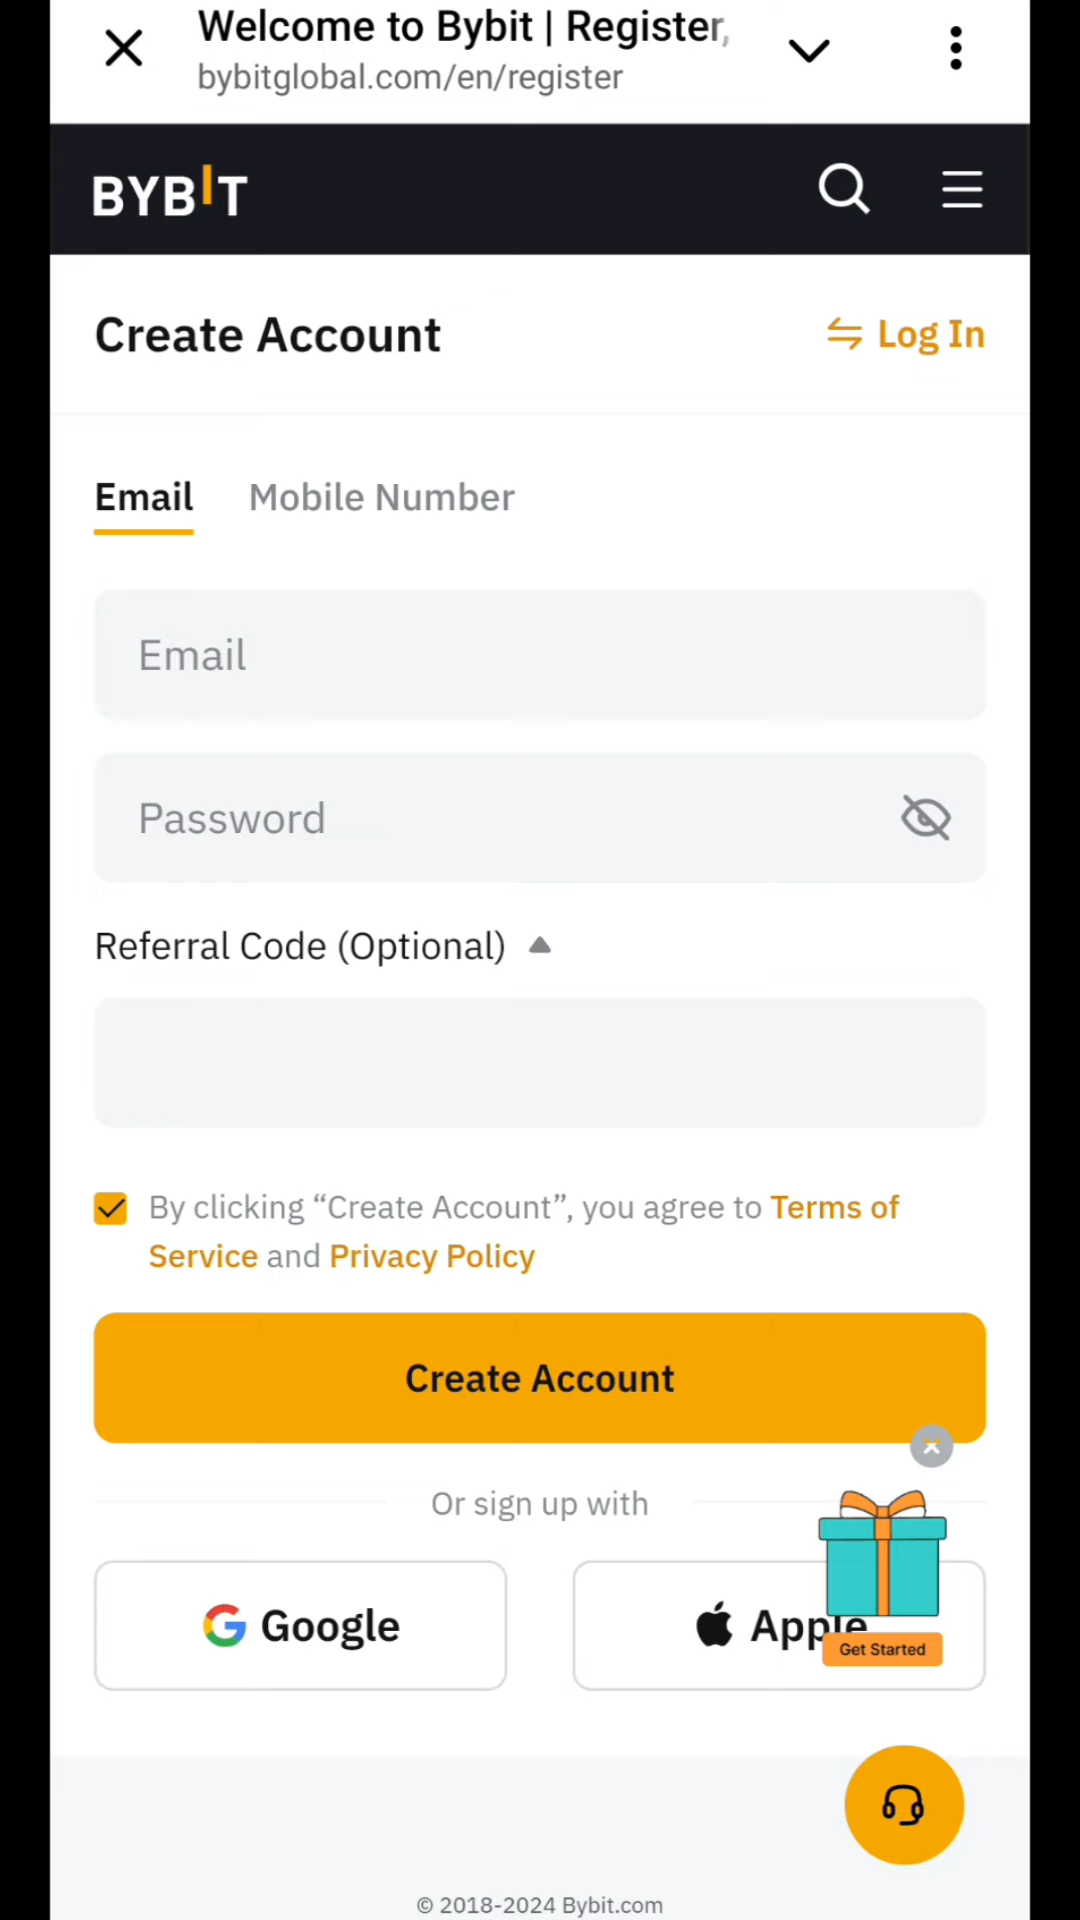 Welcome to Bybit | Register,
bybitglobal.com/en/register
BYBIT
Create Account
Log In
Email
Mobile Number
Email
Password
Referral Code (Optional)
By clicking “Create Account”, you agree to Terms of
Service and Privacy Policy
Create Account
Or sign up with
Google
Apple
Get Started
© 2018-2024 Bybit.com